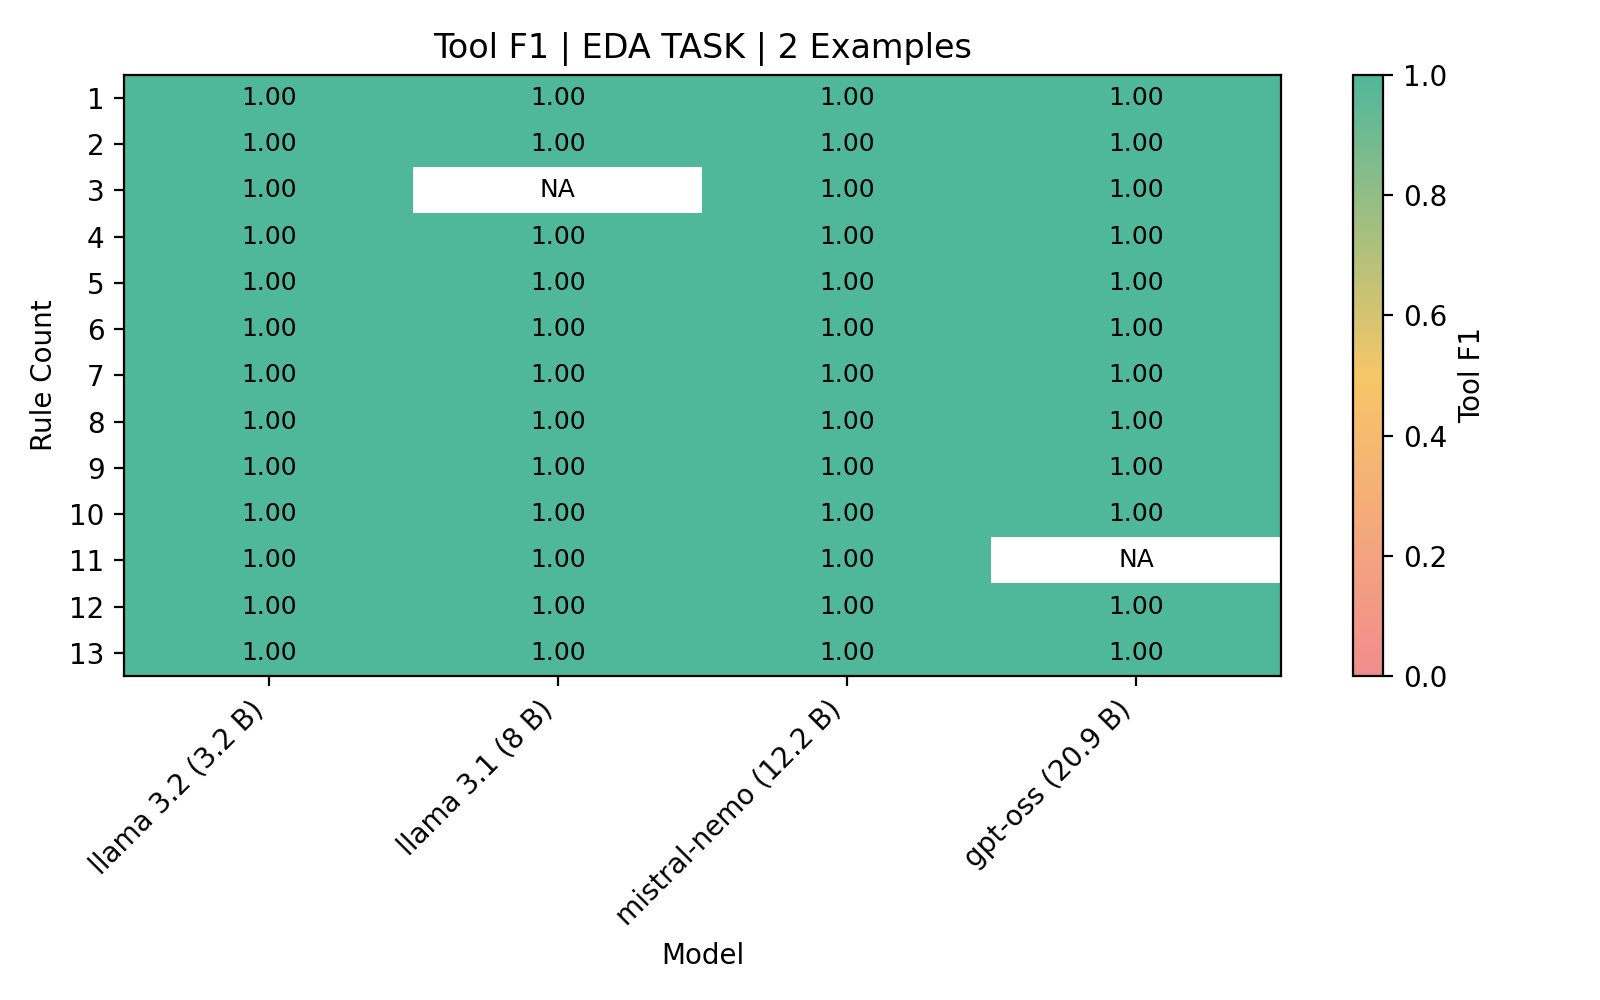 Tool F1 | EDA TASK | 2 Examples
Rule Count
1 1.00 1.00 1.00 1.00
2 1.00 1.00 1.00 1.00
3 1.00 NA 1.00 1.00
4 1.00 1.00 1.00 1.00
5 1.00 1.00 1.00 1.00
6 1.00 1.00 1.00 1.00
7 1.00 1.00 1.00 1.00
8 1.00 1.00 1.00 1.00
9 1.00 1.00 1.00 1.00
10 1.00 1.00 1.00 1.00
11 1.00 1.00 1.00 NA
12 1.00 1.00 1.00 1.00
13 1.00 1.00 1.00 1.00
llama 3.2 (3.2 B)
llama 3.1 (8 B)
mistral-nemo (12.2 B)
gpt-oss (20.9 B)
Model
1.0
0.8
0.6
0.4
0.2
0.0
Tool F1